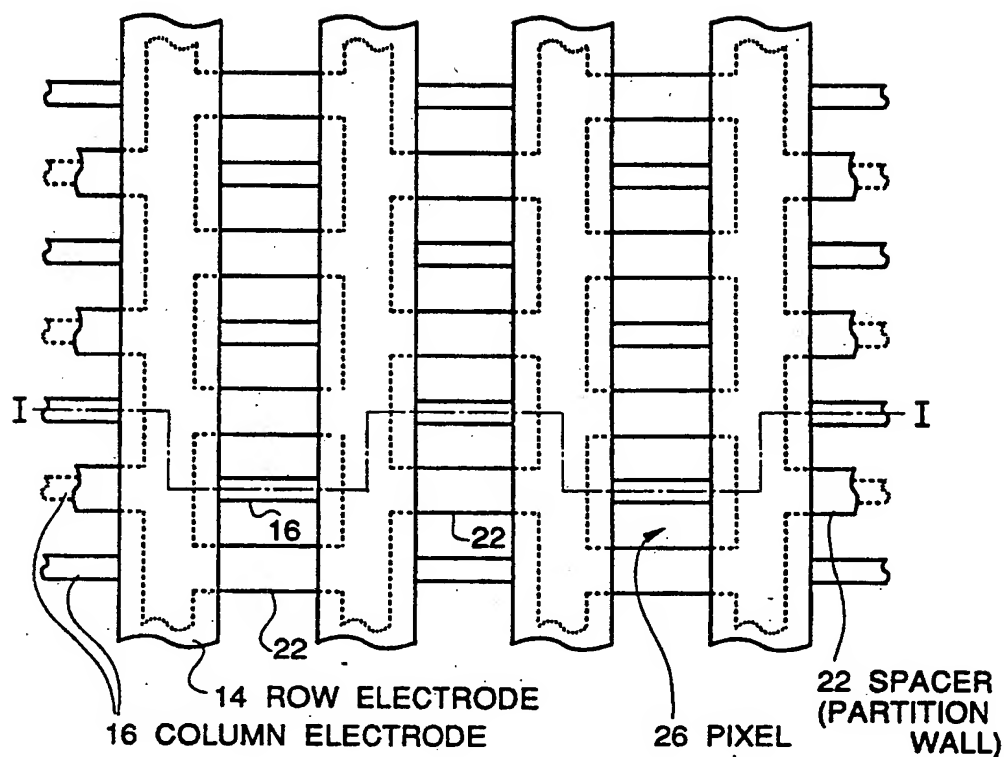 I
I
16
22
22
14 ROW ELECTRODE
16 COLUMN ELECTRODE
26 PIXEL
22 SPACER
(PARTITION
WALL)